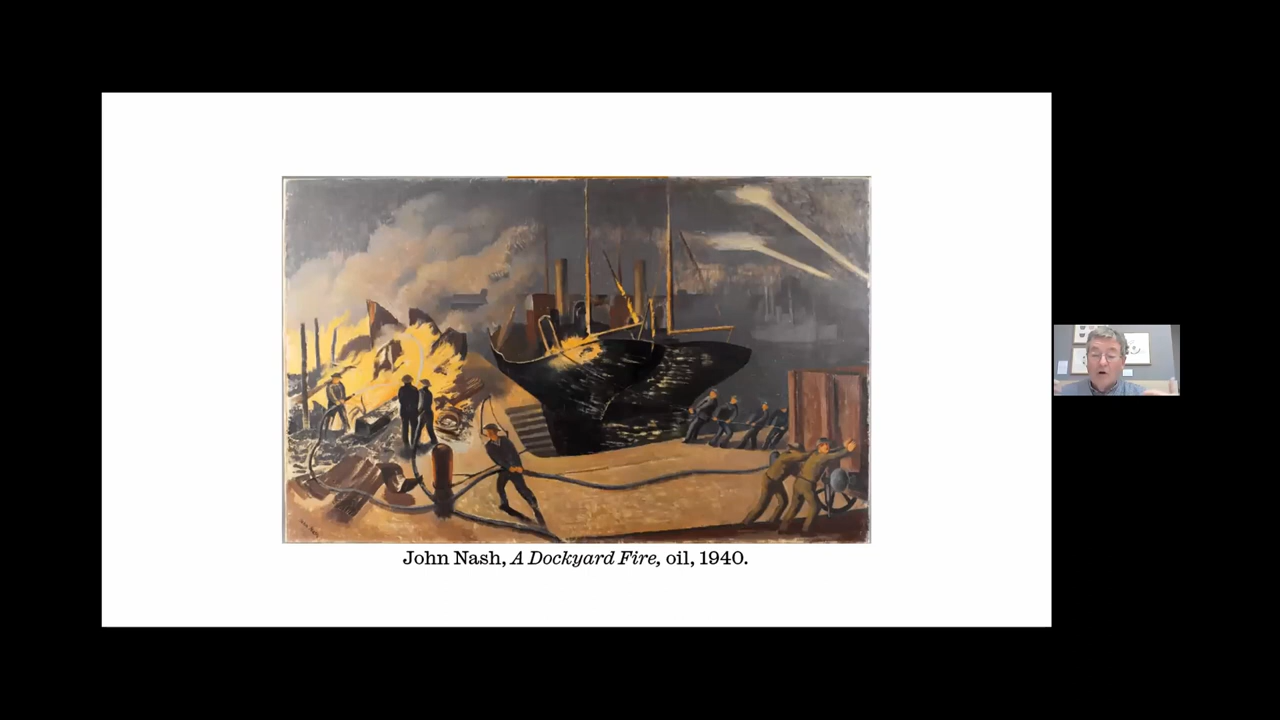 John Nash, A Dockyard Fire, oil, 1940.